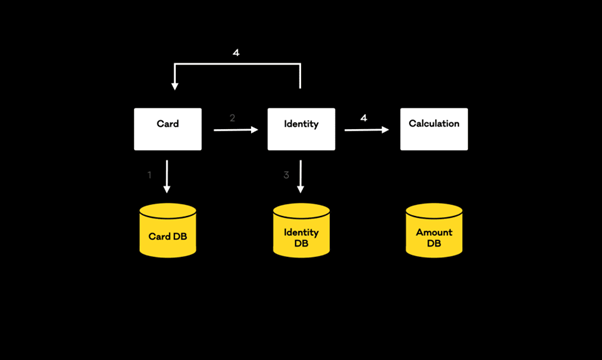 4
Card
2
Identity
4
Calculation
1
3
Card DB
Identity
DB
Amount
DB